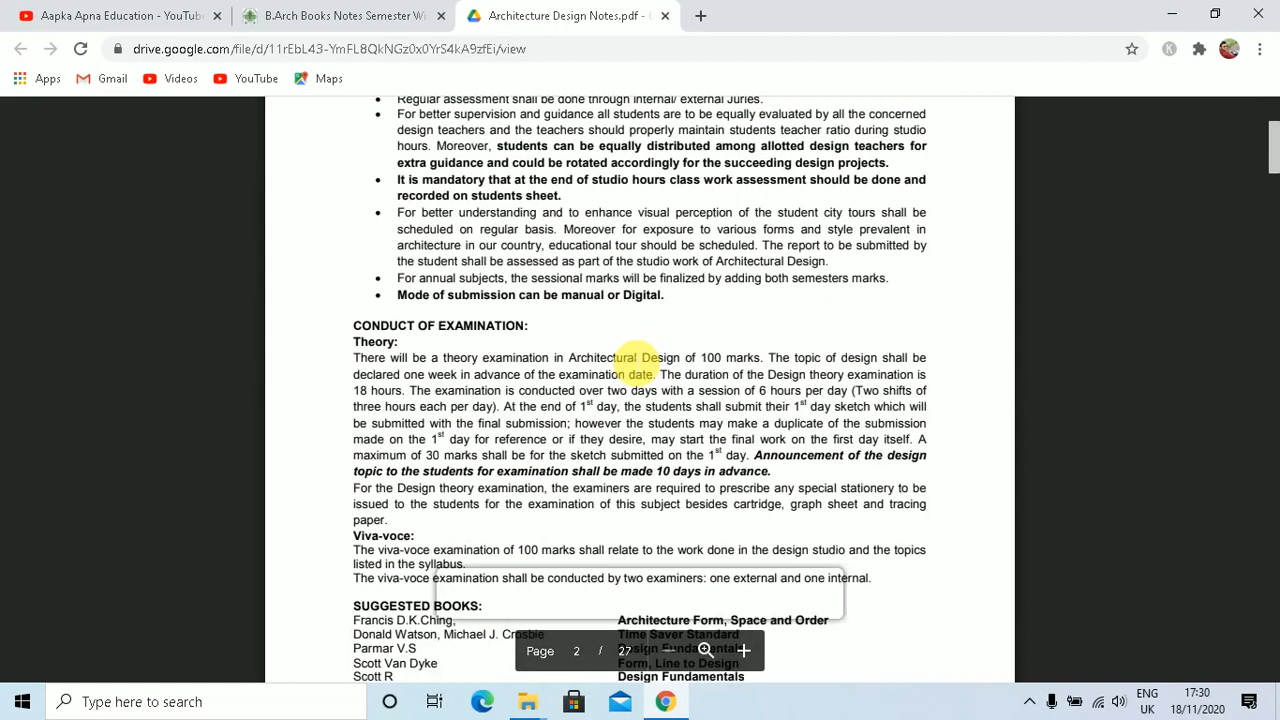 Aapka Apna Education - YouTube
B.Arch Books Notes Semester Wi
Architecture Design Notes.pdf -
drive.google.com/file/d/11rEbL43-YmFL8QkNGz0x0YrS4kA9zfEi/view
Apps
Gmail
Videos
YouTube
Maps
• Regular assessment shall be done through internal/ external Juries.
• For better supervision and guidance all students are to be equally evaluated by all the concerned
design teachers and the teachers should properly maintain students teacher ratio during studio
hours. Moreover, students can be equally distributed among allotted design teachers for
extra guidance and could be rotated accordingly for the succeeding design projects.
• It is mandatory that at the end of studio hours class work assessment should be done and
recorded on students sheet.
• For better understanding and to enhance visual perception of the student city tours shall be
scheduled on regular basis. Moreover for exposure to various forms and style prevalent in
architecture in our country, educational tour should be scheduled. The report to be submitted by
the student shall be assessed as part of the studio work of Architectural Design.
• For annual subjects, the sessional marks will be finalized by adding both semesters marks.
• Mode of submission can be manual or Digital.
CONDUCT OF EXAMINATION:
Theory:
There will be a theory examination in Architectural Design of 100 marks. The topic of design shall be
declared one week in advance of the examination date. The duration of the Design theory examination is
18 hours. The examination is conducted over two days with a session of 6 hours per day (Two shifts of
three hours each per day). At the end of 1st day, the students shall submit their 1st day sketch which will
be submitted with the final submission; however the students may make a duplicate of the submission
made on the 1st day for reference or if they desire, may start the final work on the first day itself. A
maximum of 30 marks shall be for the sketch submitted on the 1st day. Announcement of the design
topic to the students for examination shall be made 10 days in advance.
For the Design theory examination, the examiners are required to prescribe any special stationery to be
issued to the students for the examination of this subject besides cartridge, graph sheet and tracing
paper.
Viva-voce:
The viva-voce examination of 100 marks shall relate to the work done in the design studio and the topics
listed in the syllabus.
The viva-voce examination shall be conducted by two examiners: one external and one internal.
SUGGESTED BOOKS:
Francis D.K.Ching, Architecture Form, Space and Order
Donald Watson, Michael J. Crosbie Time Saver Standard
Parmar V.S Design Fundamentals
Scott Van Dyke Form, Line to Design
Scott R Design Fundamentals
Page 2 / 27
Type here to search
ENG
UK
17:30
18/11/2020